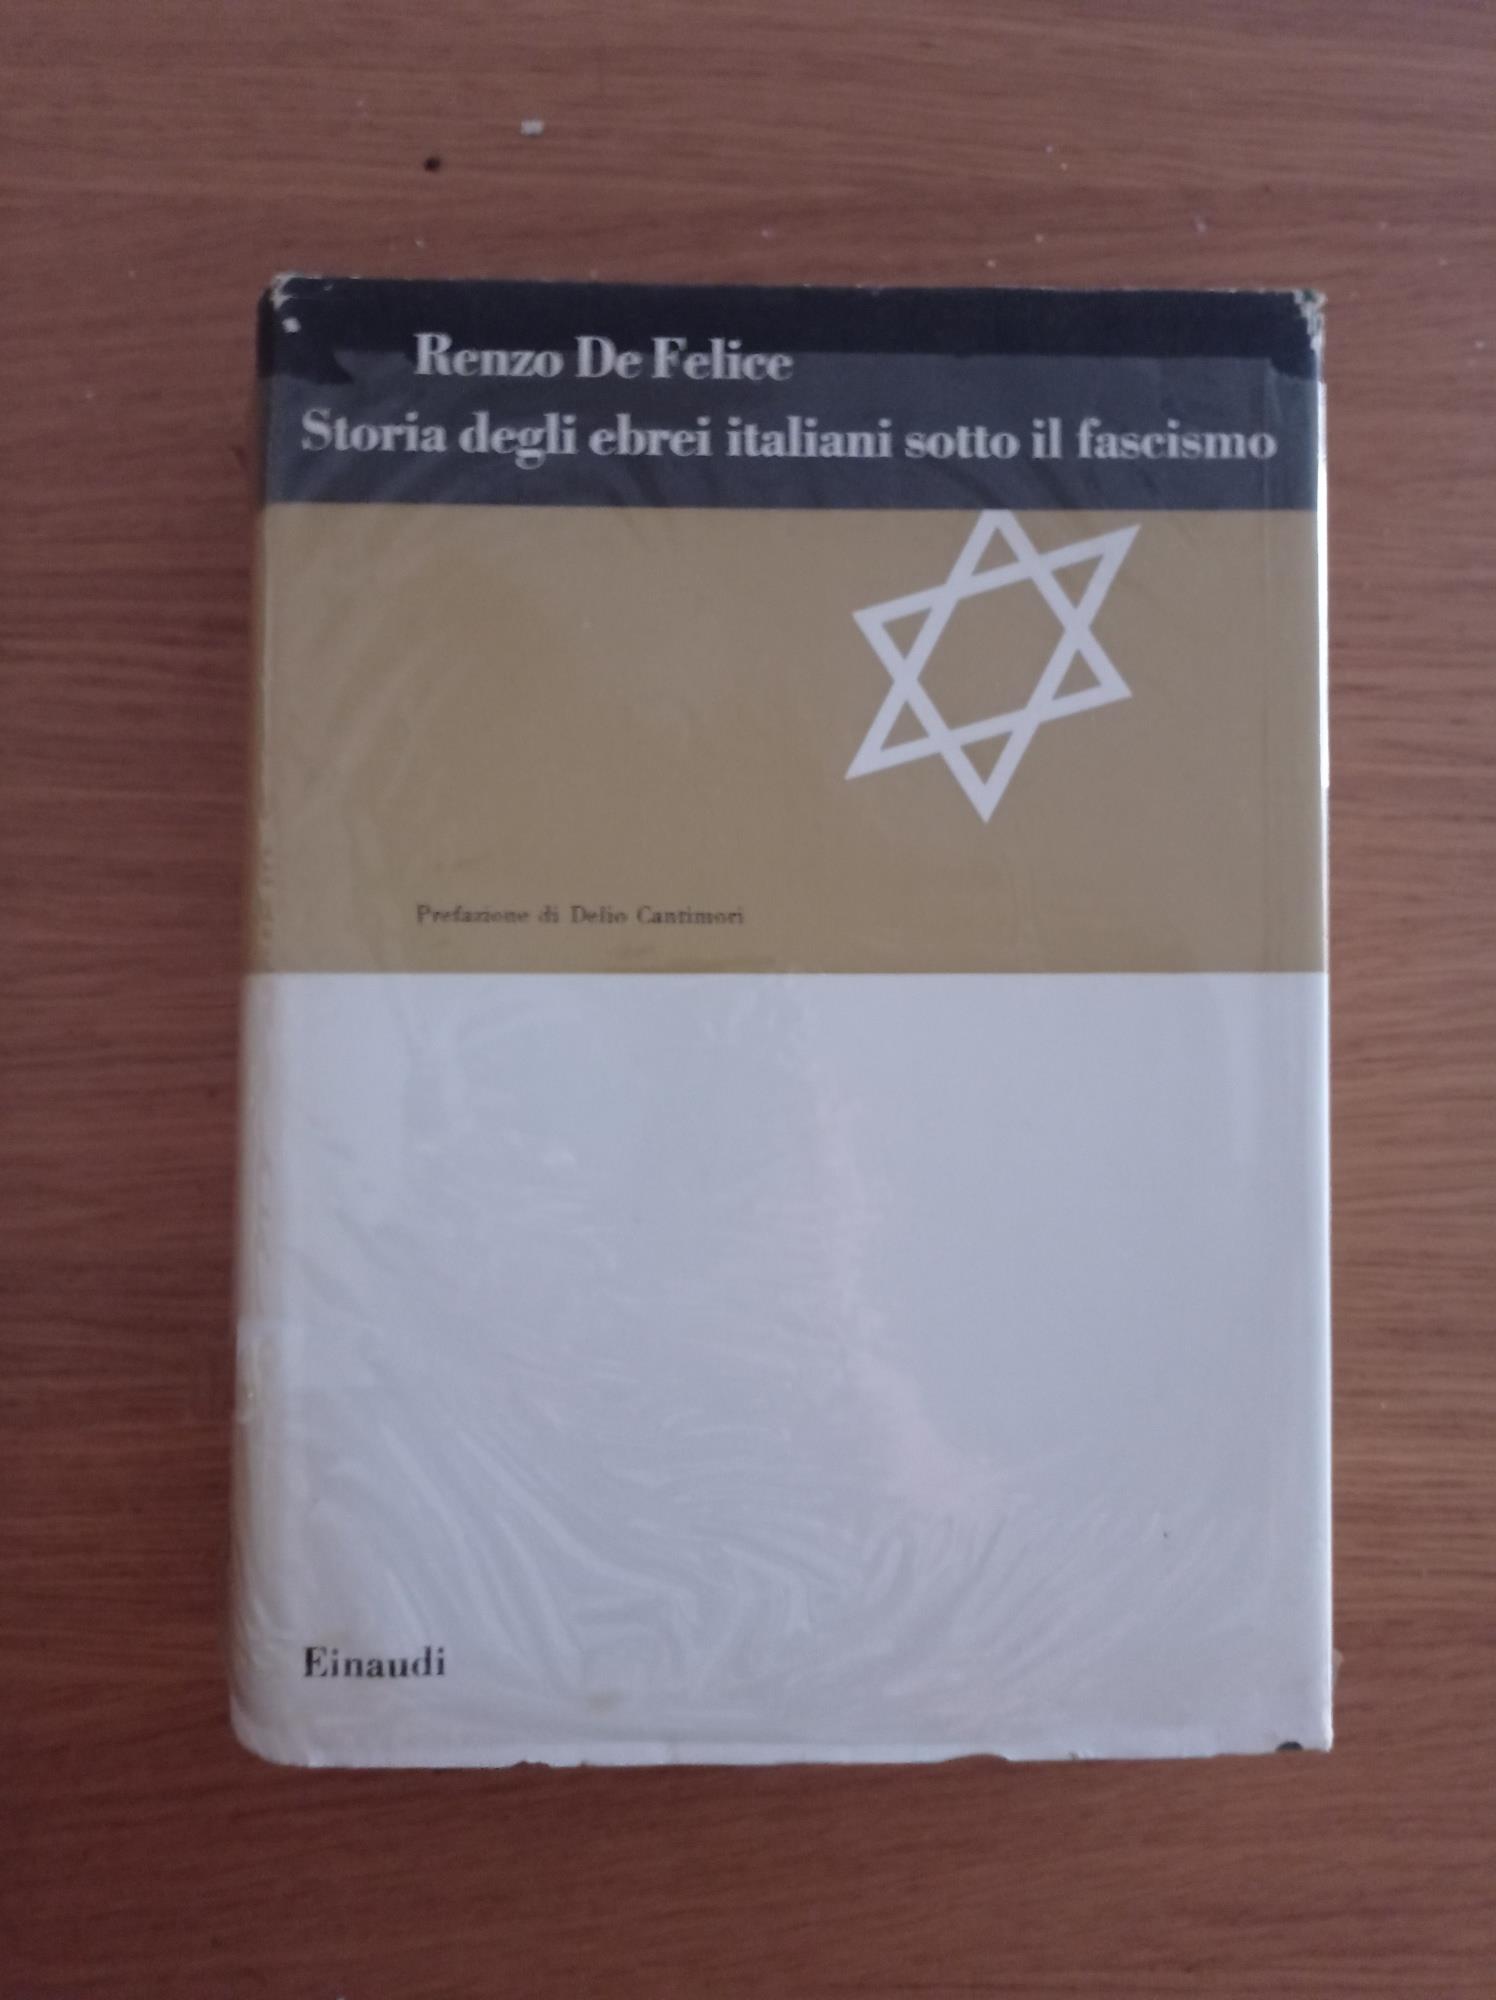 Renzo De Felice
Storia degli ebrei italiani sotto il fascismo
Prefazione di Delio Cantimori
Einaudi